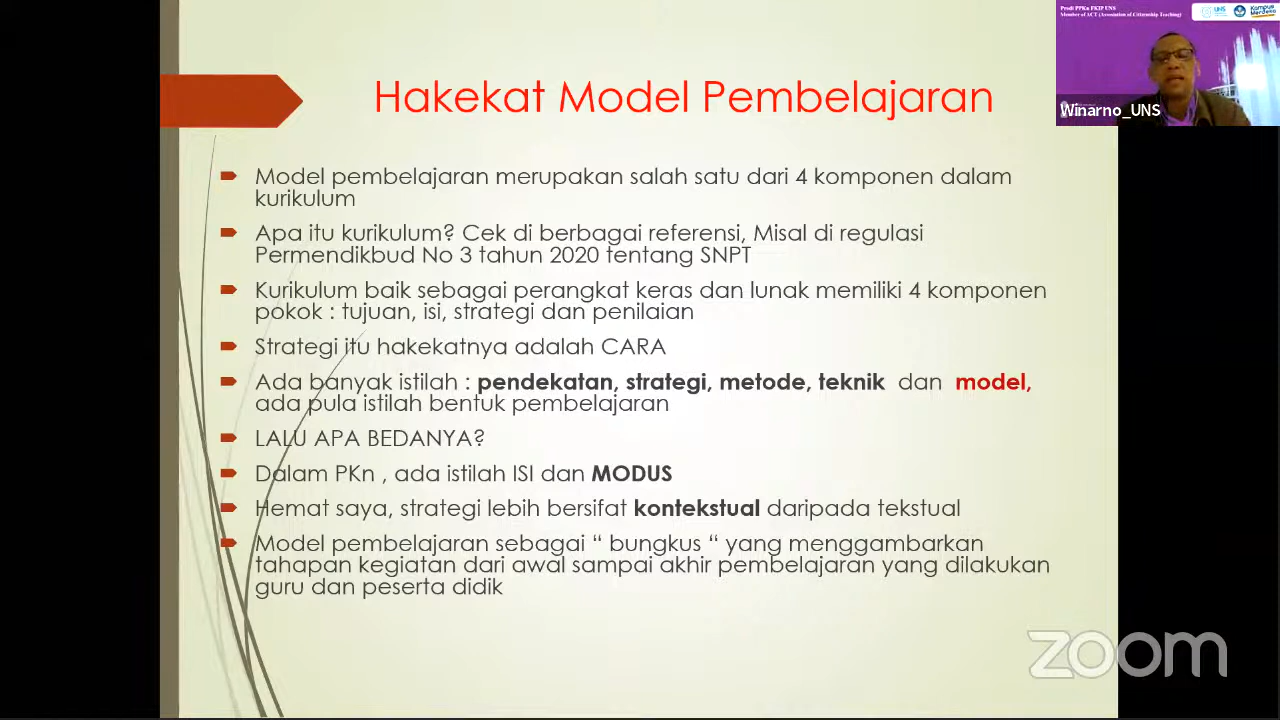 Prodi PPKn FKIP UNS
Member of ACT (Association of Citizenship Teaching)
UNS
Kampus
Merdeka
Winarno_UNS
Hakekat Model Pembelajaran
Model pembelajaran merupakan salah satu dari 4 komponen dalam
kurikulum
Apa itu kurikulum? Cek di berbagai referensi, Misal di regulasi
Permendikbud No 3 tahun 2020 tentang SNPT
Kurikulum baik sebagai perangkat keras dan lunak memiliki 4 komponen
pokok : tujuan, isi, strategi dan penilaian
Strategi itu hakekatnya adalah CARA
Ada banyak istilah : pendekatan, strategi, metode, teknik dan model,
ada pula istilah bentuk pembelajaran
LALU APA BEDANYA?
Dalam PKn , ada istilah ISI dan MODUS
Hemat saya, strategi lebih bersifat kontekstual daripada tekstual
Model pembelajaran sebagai “ bungkus “ yang menggambarkan
tahapan kegiatan dari awal sampai akhir pembelajaran yang dilakukan
guru dan peserta didik
zoom